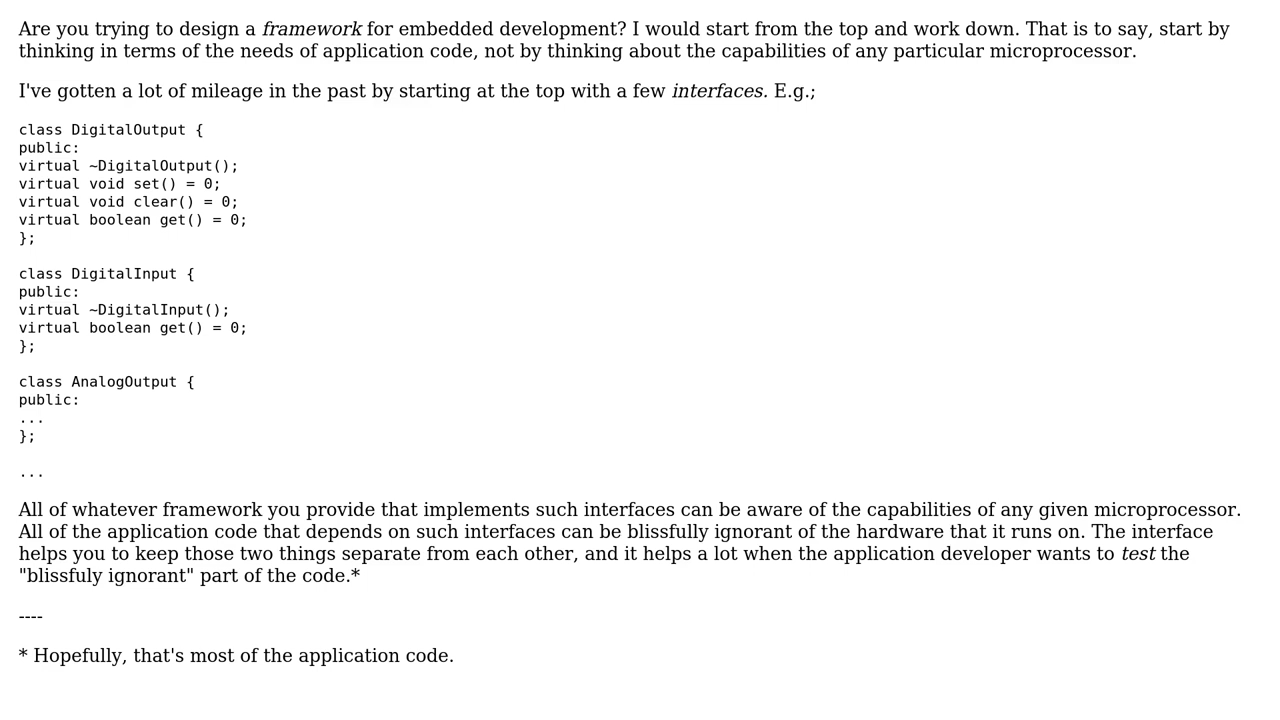 Are you trying to design a framework for embedded development? I would start from the top and work down. That is to say, start by
thinking in terms of the needs of application code, not by thinking about the capabilities of any particular microprocessor.
I've gotten a lot of mileage in the past by starting at the top with a few interfaces. E.g.;
class DigitalOutput {
public:
virtual ~DigitalOutput();
virtual void set() = 0;
virtual void clear() = 0;
virtual boolean get() = 0;
};
class DigitalInput {
public:
virtual ~DigitalInput();
virtual boolean get() = 0;
};
class AnalogOutput {
public:
...
};
...
All of whatever framework you provide that implements such interfaces can be aware of the capabilities of any given microprocessor.
All of the application code that depends on such interfaces can be blissfully ignorant of the hardware that it runs on. The interface
helps you to keep those two things separate from each other, and it helps a lot when the application developer wants to test the
"blissfuly ignorant" part of the code.*
----
* Hopefully, that's most of the application code.